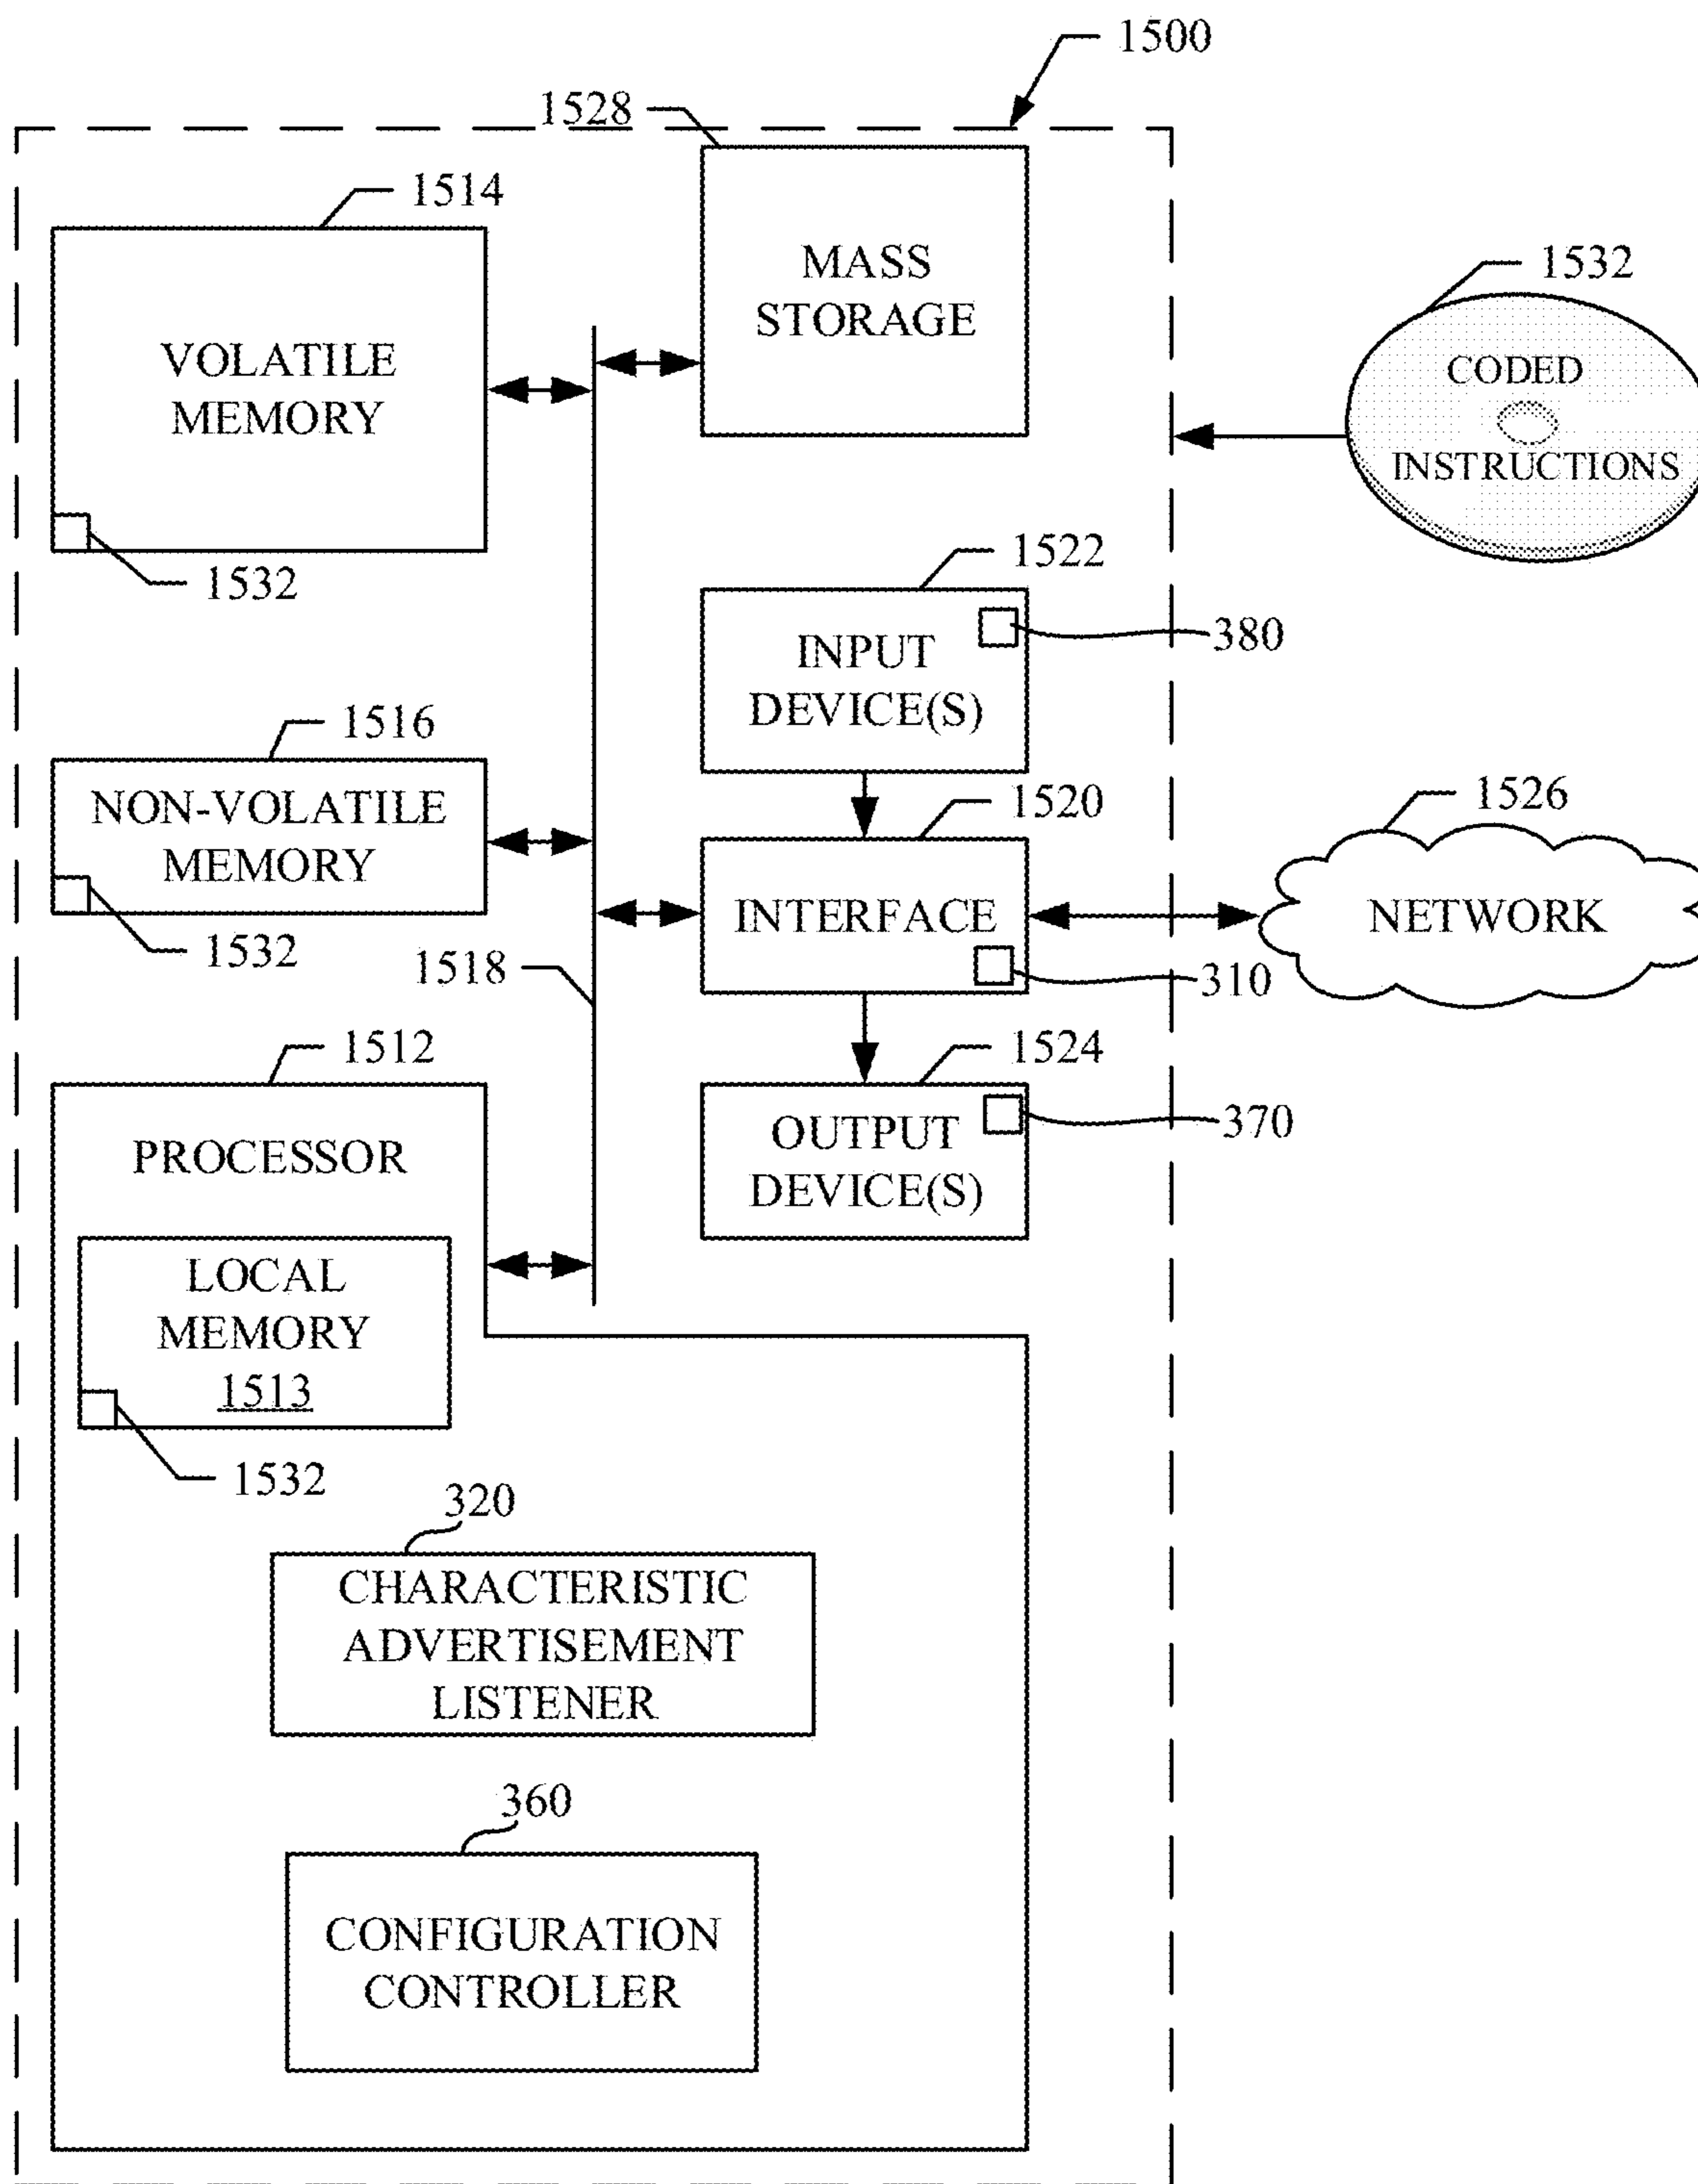 1500
1528
1514
MASS
STORAGE
1532
VOLATILE
MEMORY
CODED
INSTRUCTIONS
1532
1522
380
INPUT
DEVICE(S)
1516
NON-VOLATILE
MEMORY
1520
1526
INTERFACE
NETWORK
1532
1518
310
1512
1524
PROCESSOR
OUTPUT
DEVICE(S)
370
LOCAL
MEMORY
1513
1532
320
CHARACTERISTIC
ADVERTISEMENT
LISTENER
360
CONFIGURATION
CONTROLLER